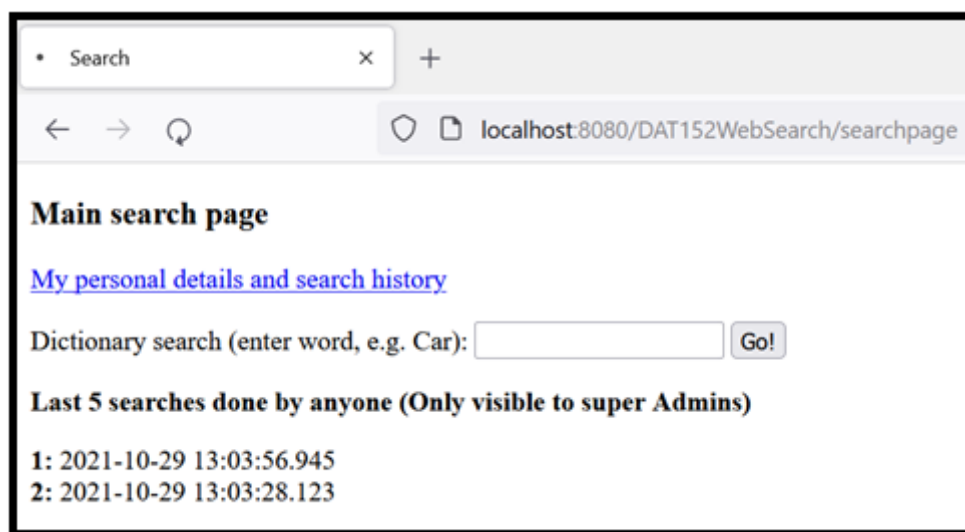 Search
localhost:8080/DAT152WebSearch/searchpage
Main search page
My personal details and search history
Dictionary search (enter word, e.g. Car): Go!
Last 5 searches done by anyone (Only visible to super Admins)
1: 2021-10-29 13:03:56.945
2: 2021-10-29 13:03:28.123